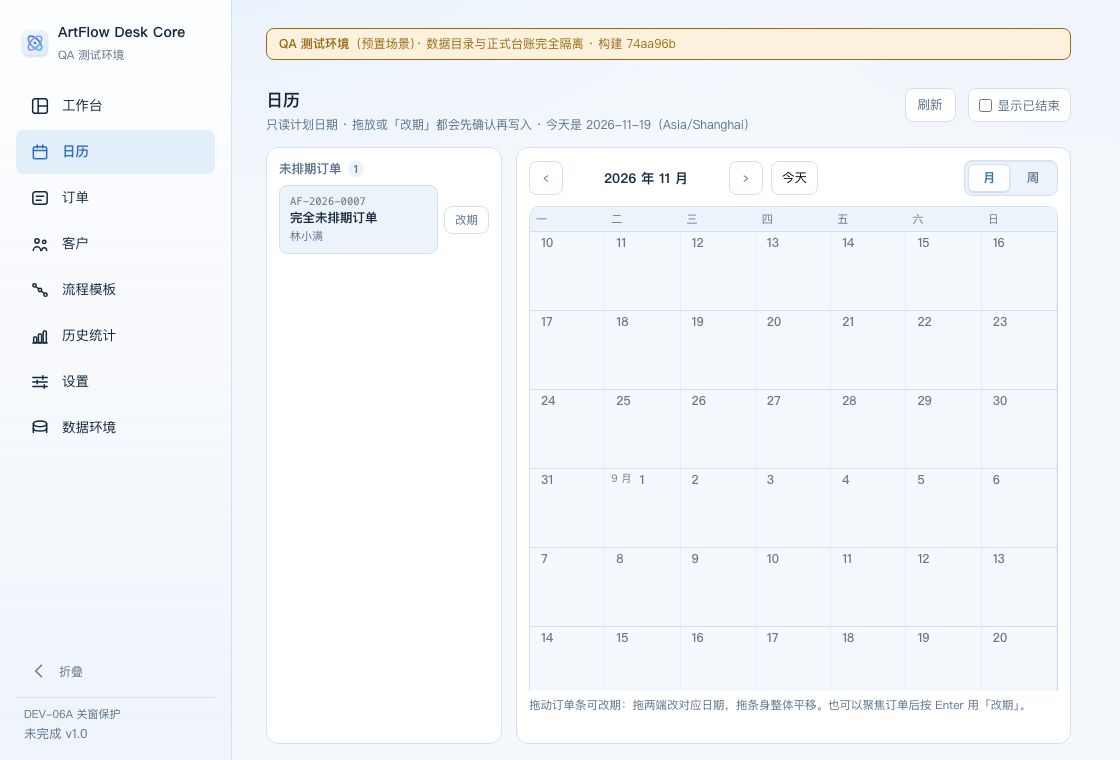 ArtFlow Desk Core
QA 测试环境
工作台
日历
订单
客户
流程模板
历史统计
设置
数据环境
折叠
DEV-06A 关窗保护
未完成 v1.0
QA 测试环境（预置场景）· 数据目录与正式台账完全隔离 · 构建 74aa96b
日历
只读计划日期 · 拖放或「改期」都会先确认再写入 · 今天是 2026-11-19（Asia/Shanghai）
刷新
显示已结束
未排期订单 1
AF-2026-0007
完全未排期订单
林小满
改期
2026 年 11 月
今天
月 周
一 二 三 四 五 六 日
10 11 12 13 14 15 16
17 18 19 20 21 22 23
24 25 26 27 28 29 30
31 9 月 1 2 3 4 5 6
7 8 9 10 11 12 13
14 15 16 17 18 19 20
拖动订单条可改期：拖两端改对应日期，拖条身整体平移。也可以聚焦订单后按 Enter 用「改期」。